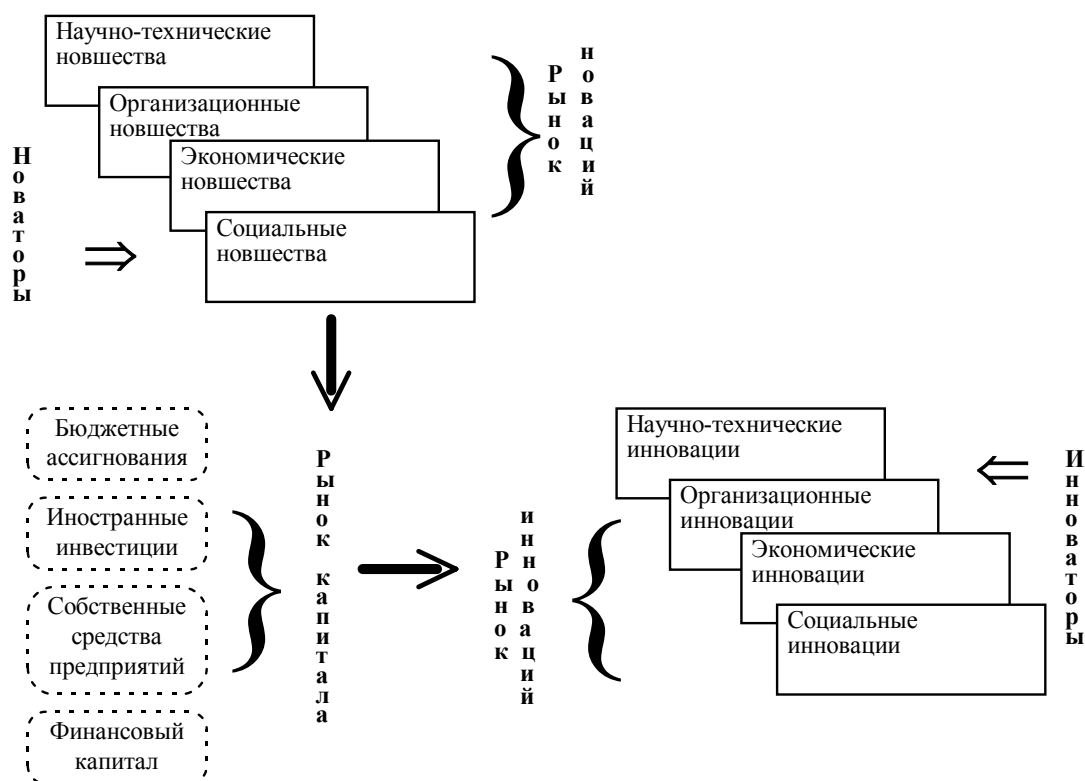 Научно-технические
новшества
Организационные
новшества
Экономические
новшества
Социальные
новшества
Рынок
новаций
Новаторы
Бюджетные
ассигнования
Иностранные
инвестиции
Собственные
средства
предприятий
Финансовый
капитал
Рынок капитала
Рынок
инноваций
Научно-технические
инновации
Организационные
инновации
Экономические
инновации
Социальные
инновации
Инноваторы